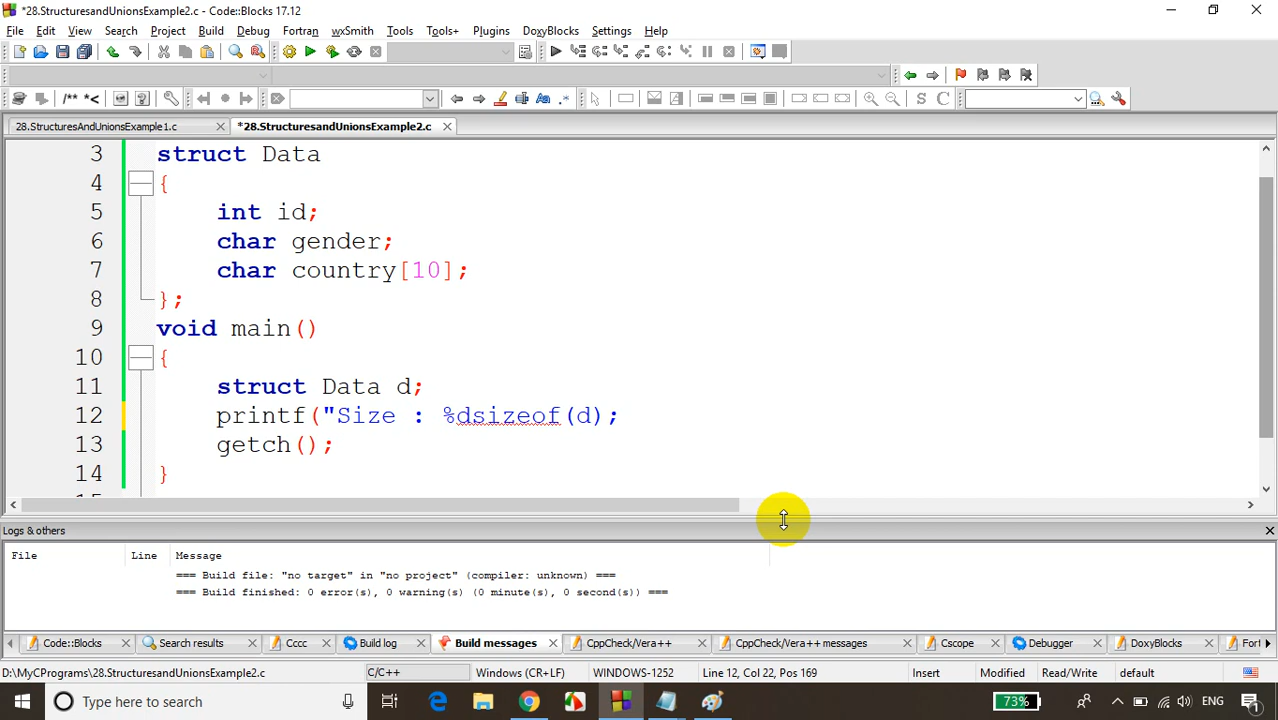 *28.StructuresandUnionsExample2.c - Code::Blocks 17.12
File Edit View Search Project Build Debug Fortran wxSmith Tools Tools+ Plugins DoxyBlocks Settings Help
/** *<
S C
28.StructuresAndUnionsExample1.c *28.StructuresandUnionsExample2.c
3 struct Data
4 {
5 int id;
6 char gender;
7 char country[10];
8 };
9 void main()
10 {
11 struct Data d;
12 printf("Size : %dsizeof(d);
13 getch();
14 }
Logs & others
File Line Message
=== Build file: "no target" in "no project" (compiler: unknown) ===
=== Build finished: 0 error(s), 0 warning(s) (0 minute(s), 0 second(s)) ===
Code::Blocks Search results Cccc Build log Build messages CppCheck/Vera++ CppCheck/Vera++ messages Cscope Debugger DoxyBlocks Fort
D:\MyCPrograms\28.StructuresandUnionsExample2.c C/C++ Windows (CR+LF) WINDOWS-1252 Line 12, Col 22, Pos 169 Insert Modified Read/Write default
Type here to search 73% ENG 1